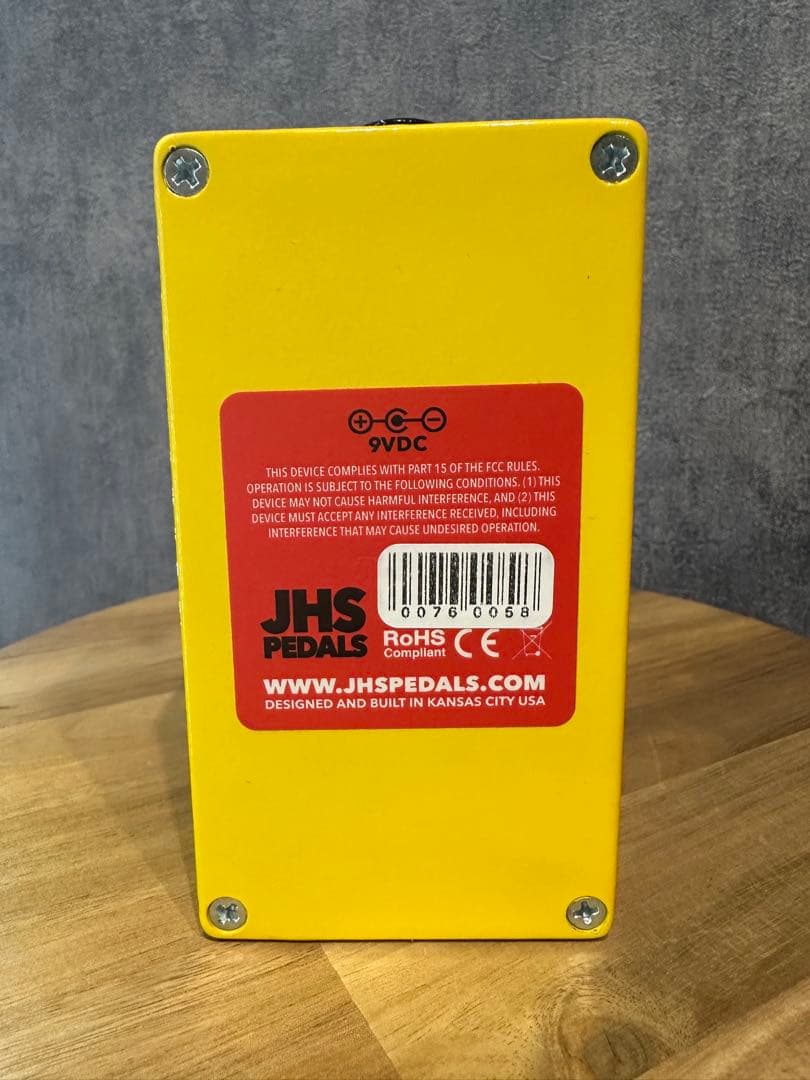 9VDC
THIS DEVICE COMPLIES WITH PART 15 OF THE FCC RULES.
OPERATION IS SUBJECT TO THE FOLLOWING CONDITIONS. (1) THIS
DEVICE MAY NOT CAUSE HARMFUL INTERFERENCE, AND (2) THIS
DEVICE MUST ACCEPT ANY INTERFERENCE RECEIVED, INCLUDING
INTERFERENCE THAT MAY CAUSE UNDESIRED OPERATION.
00760058
JHS
PEDALS
RoHS
Compliant
CE
WWW.JHSPEDALS.COM
DESIGNED AND BUILT IN KANSAS CITY USA